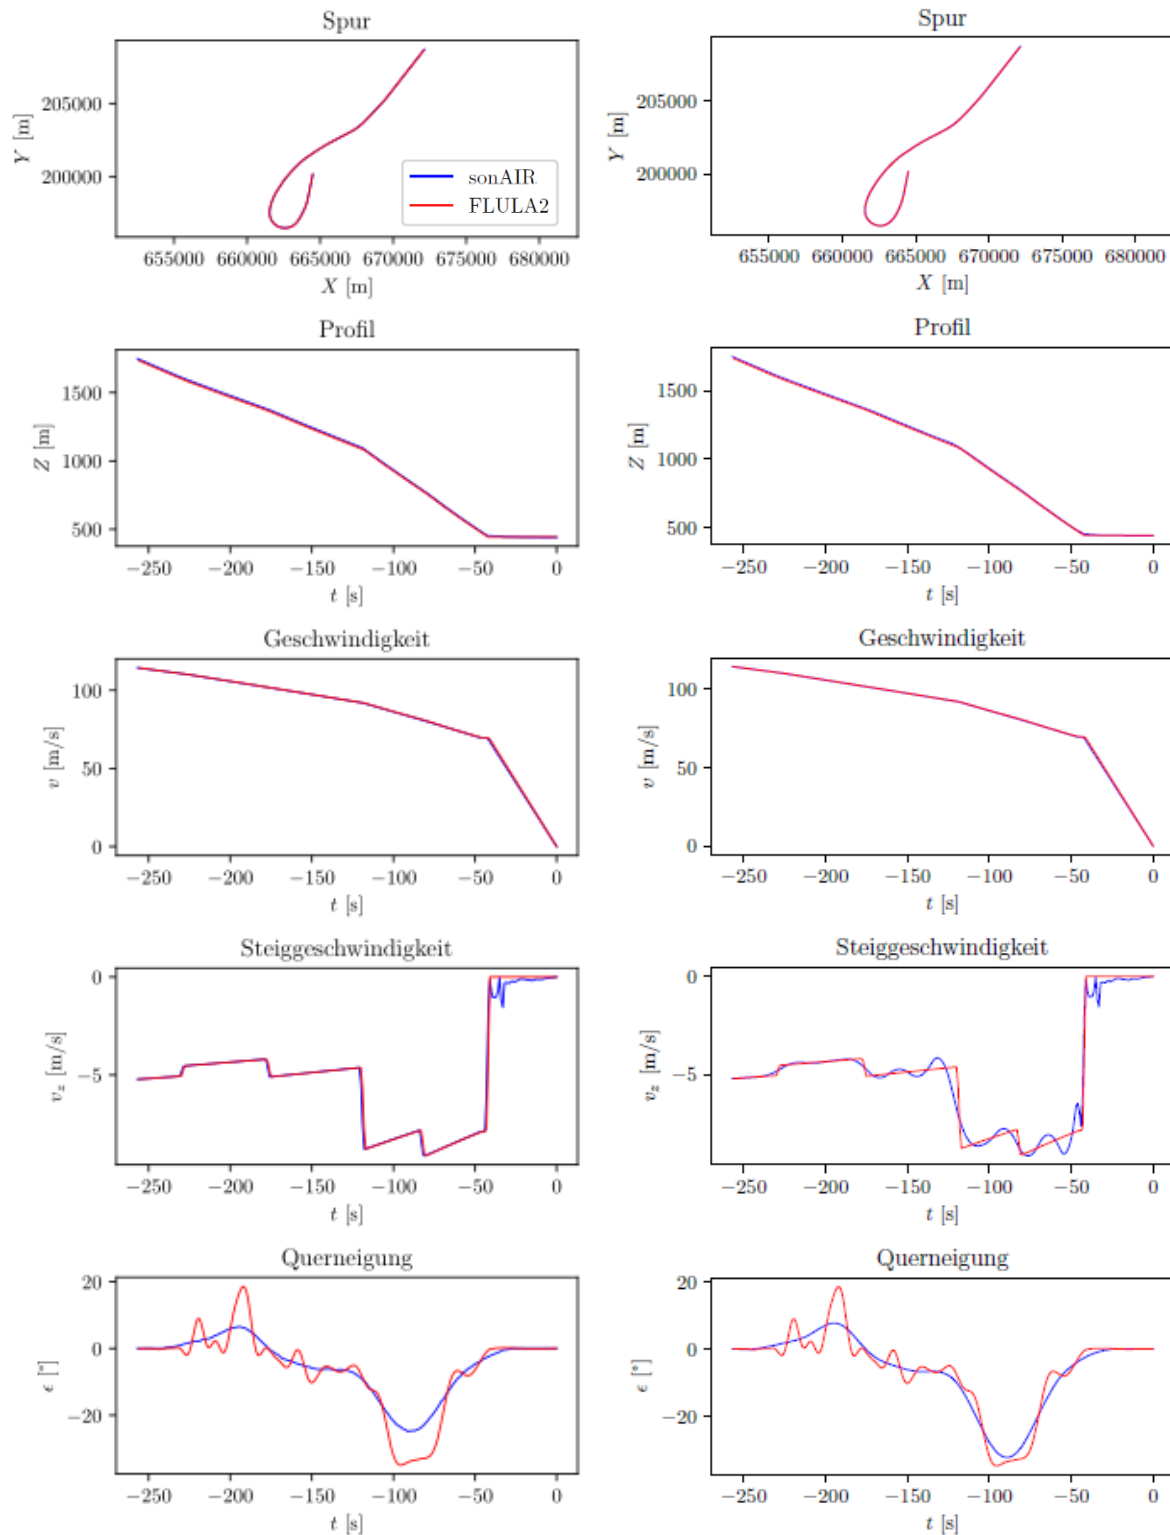 Spur
Y [m]
205000
200000
sonAIR
FLULA2
655000 660000 665000 670000 675000 680000
X [m]
Spur
Y [m]
205000
200000
655000 660000 665000 670000 675000 680000
X [m]
Profil
Z [m]
1500
1000
500
−250 −200 −150 −100 −50 0
t [s]
Profil
Z [m]
1500
1000
500
−250 −200 −150 −100 −50 0
t [s]
Geschwindigkeit
v [m/s]
100
50
0
−250 −200 −150 −100 −50 0
t [s]
Geschwindigkeit
v [m/s]
100
50
0
−250 −200 −150 −100 −50 0
t [s]
Steiggeschwindigkeit
v_z [m/s]
0
−5
−250 −200 −150 −100 −50 0
t [s]
Steiggeschwindigkeit
v_z [m/s]
0
−5
−250 −200 −150 −100 −50 0
t [s]
Querneigung
ϵ [°]
20
0
−20
−250 −200 −150 −100 −50 0
t [s]
Querneigung
ϵ [°]
20
0
−20
−250 −200 −150 −100 −50 0
t [s]